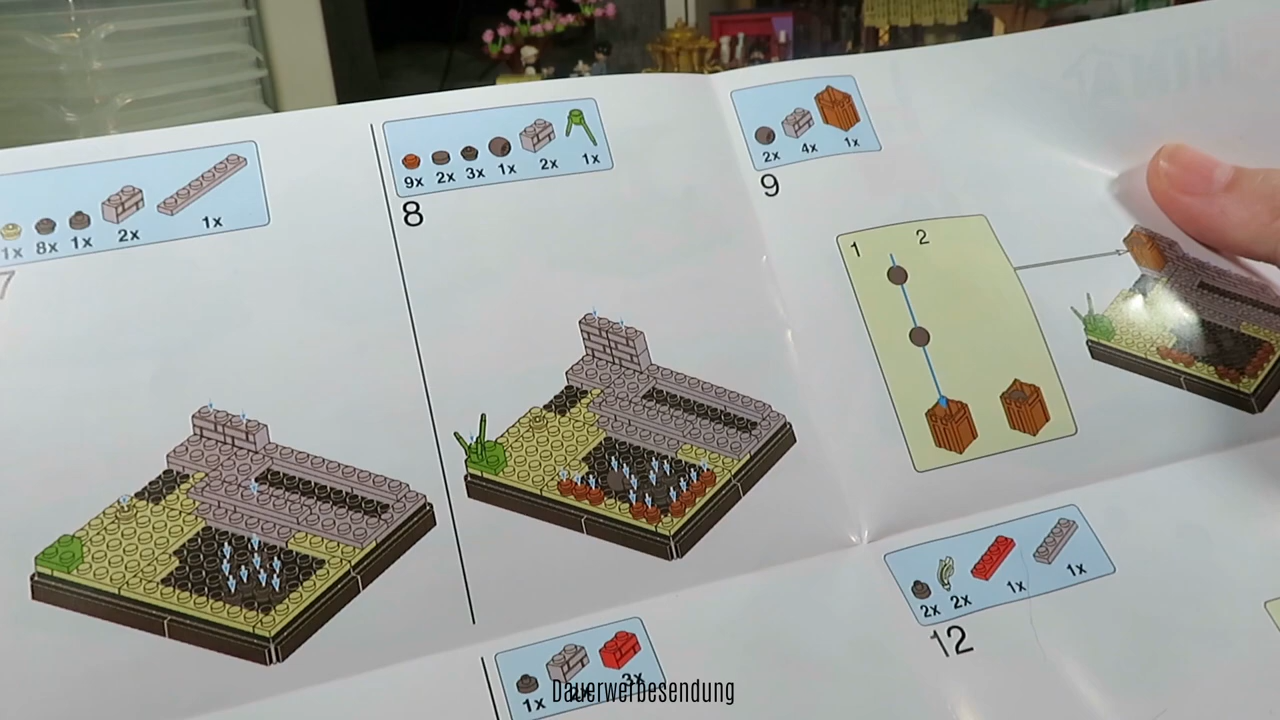 1x 8x 1x 2x 1x
7
9x 2x 3x 1x 2x 1x
8
2x 4x 1x
9
1 2
2x 2x 1x 1x
12
1x 3x
Dauerwerbesendung